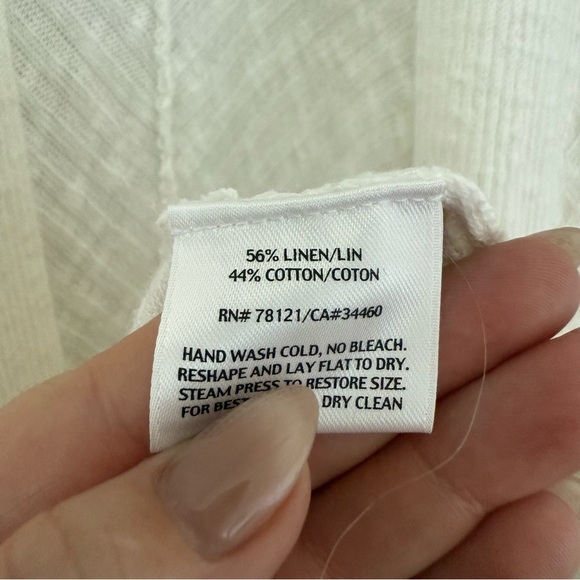 56% LINEN/LIN
44% COTTON/COTON
RN# 78121/CA#34460
HAND WASH COLD, NO BLEACH.
RESHAPE AND LAY FLAT TO DRY.
STEAM PRESS TO RESTORE SIZE.
FOR BEST DRY CLEAN